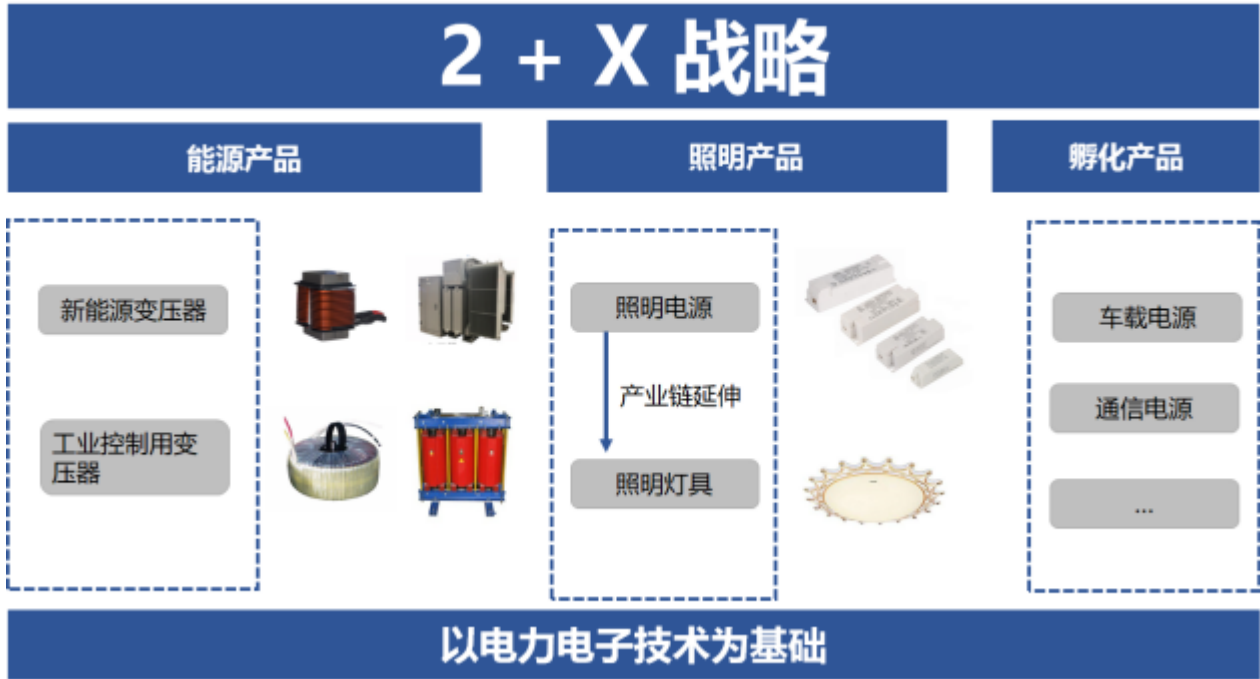 2 + X 战略
能源产品
照明产品
孵化产品
新能源变压器
工业控制用变
压器
照明电源
产业链延伸
照明灯具
车载电源
通信电源
...
以电力电子技术为基础